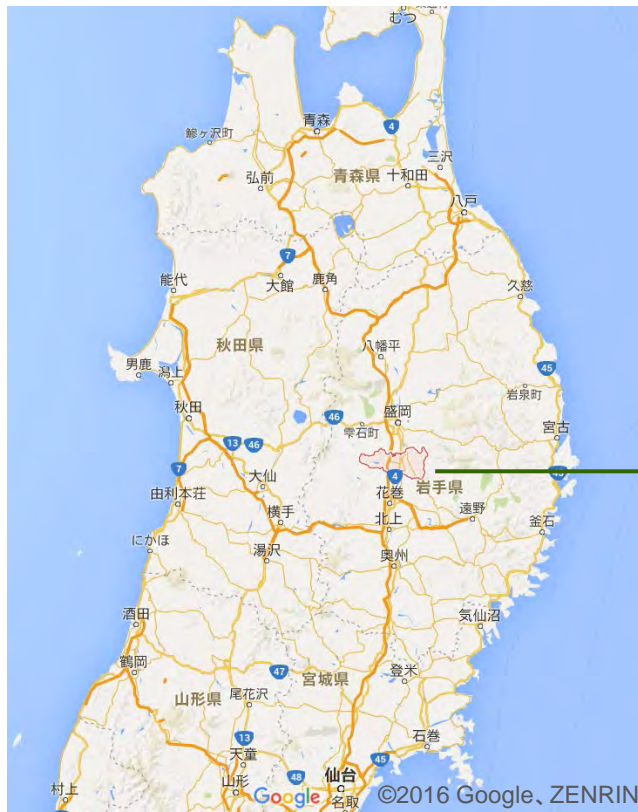 むつ
青森
4
鰺ヶ沢町
三沢
弘前
青森県
十和田
八戸
7
能代
大館
鹿角
久慈
秋田県
八幡平
男鹿
潟上
45
岩泉町
秋田
46
盛岡
雫石町
宮古
13
46
7
大仙
4
岩手県
45
由利本荘
花巻
横手
北上
遠野
釜石
にかほ
湯沢
奥州
酒田
気仙沼
鶴岡
47
宮城県
登米
山形県
尾花沢
13
石巻
天童
45
48
仙台
村上
山形
Google
名取
©2016 Google、ZENRIN